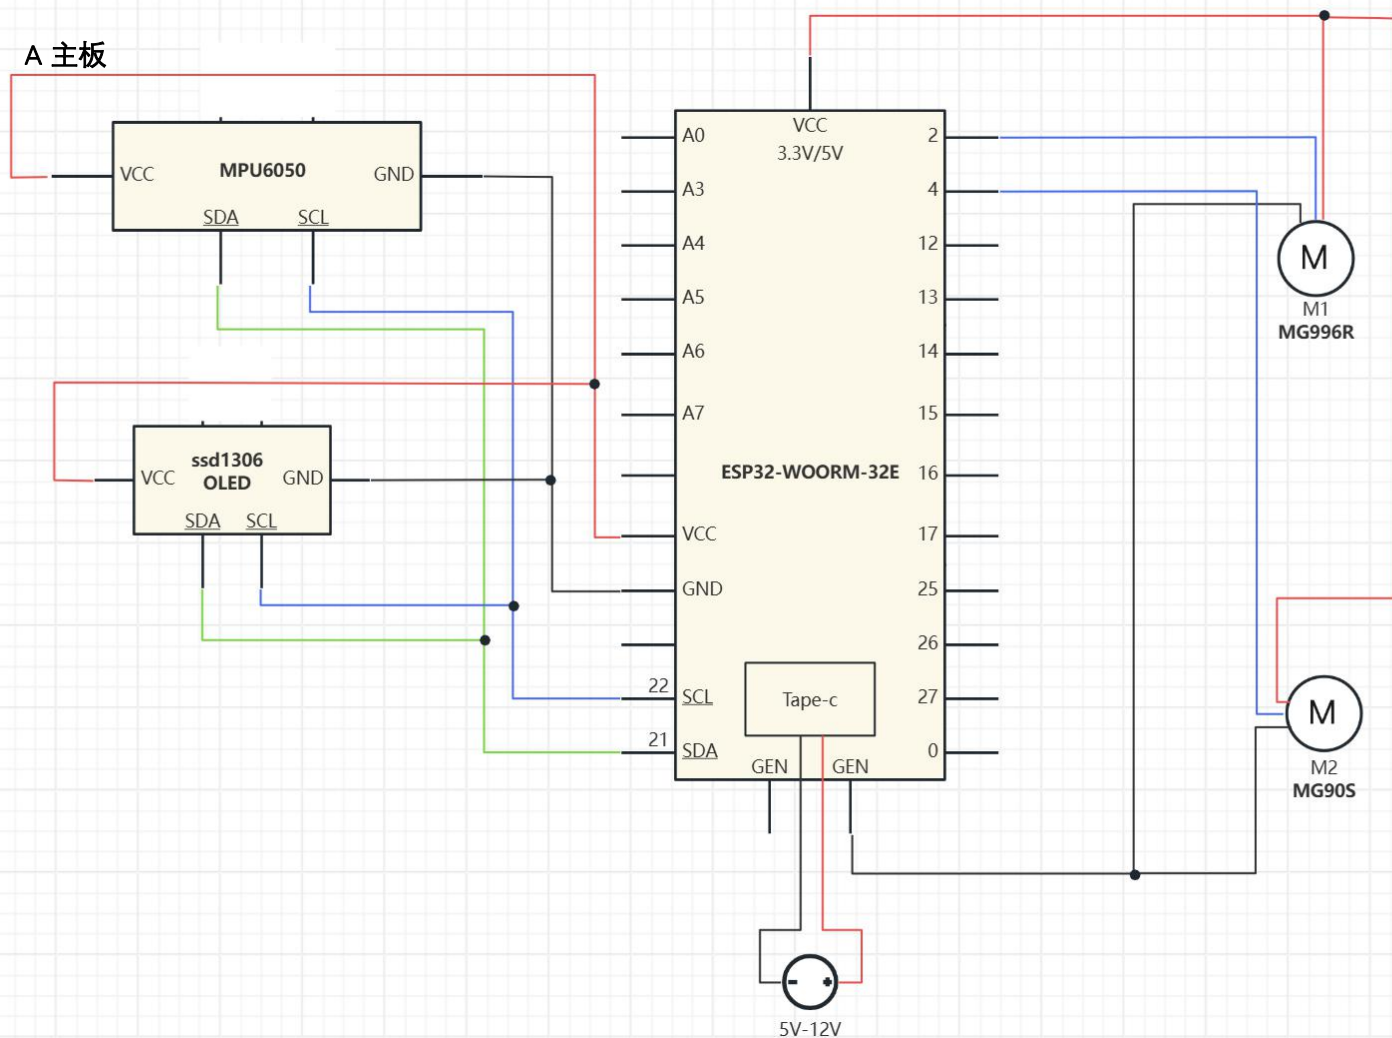 A 主板
VCC
MPU6050
GND
SDA
SCL
VCC
ssd1306
OLED
GND
SDA
SCL
VCC
3.3V/5V
A0
A3
A4
A5
A6
A7
VCC
GND
22
SCL
21
SDA
ESP32-WOORM-32E
2
4
12
13
14
15
16
17
25
26
27
0
Tape-c
GEN
GEN
- +
5V-12V
M
M1
MG996R
M
M2
MG90S